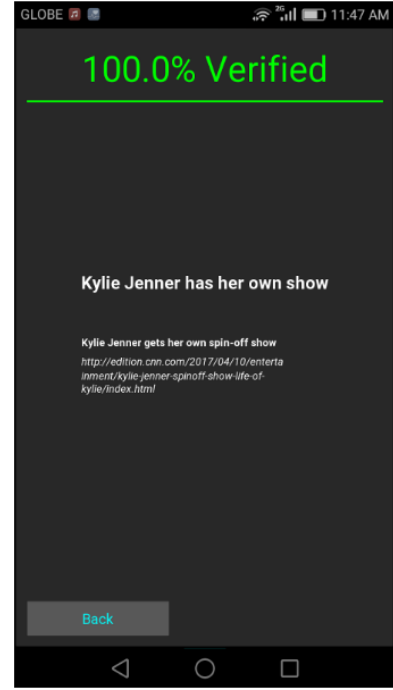 GLOBE 2G 11:47 AM
100.0% Verified
Kylie Jenner has her own show
Kylie Jenner gets her own spin-off show
http://edition.cnn.com/2017/04/10/enterta
inment/kylie-jenner-spinoff-show-life-of-
kylie/index.html
Back